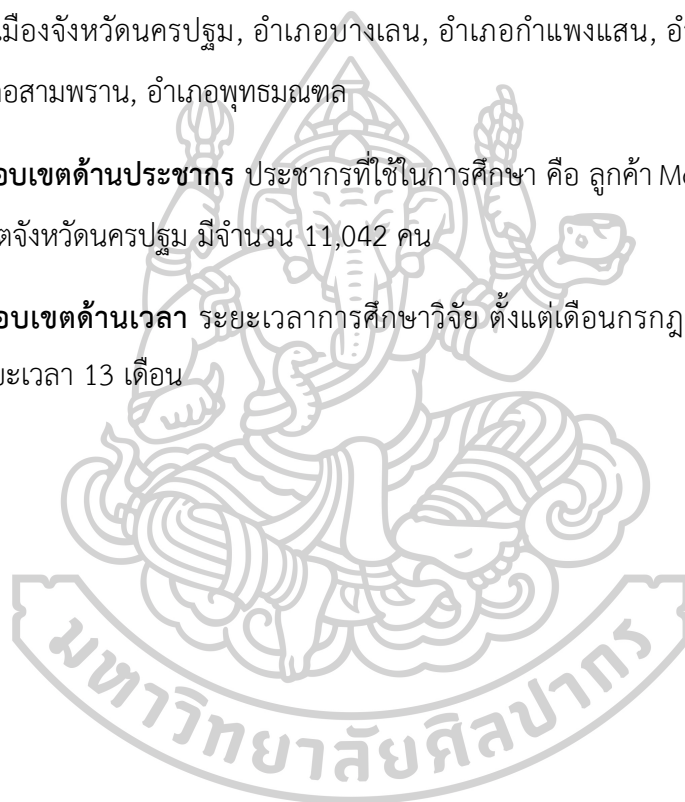 เมืองจังหวัดนครปฐม, อำเภอบางเลน, อำเภอกำแพงแสน,
อสามพราน, อำเภอพุทธมณฑล
อบเขตด้านประชากร ประชากรที่ใช้ในการศึกษา คือ ลูกค้า
ตจังหวัดนครปฐม มีจำนวน 11,042 คน
อบเขตด้านเวลา ระยะเวลาการศึกษาวิจัย ตั้งแต่เดือนกรกฎ
ยะเวลา 13 เดือน
มหาวิทยาลัยศิลปากร